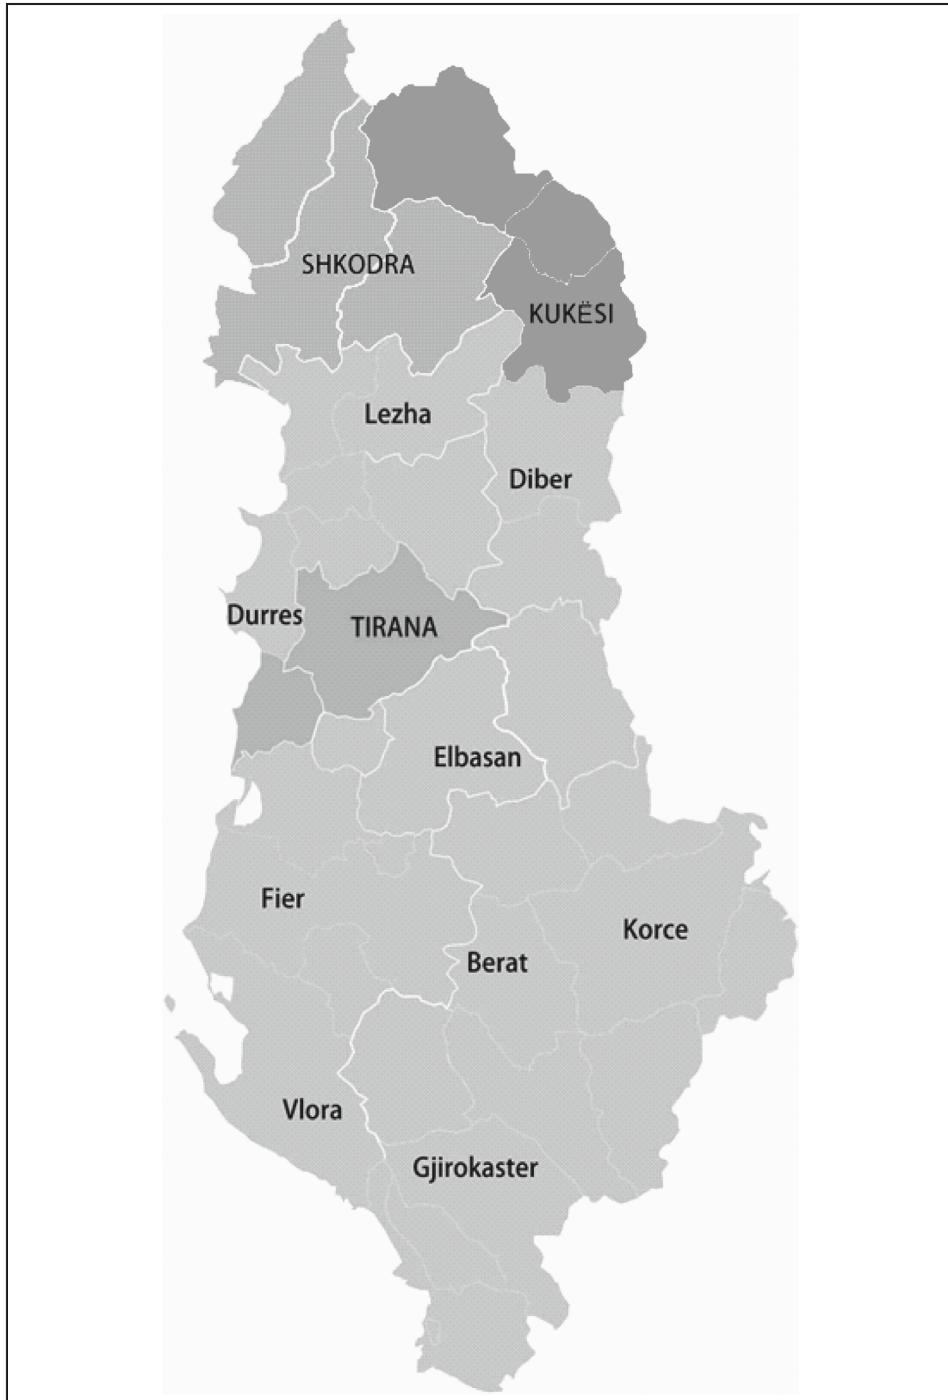 SHKODRA
KUKËSI
Lezha
Diber
Durres
TIRANA
Elbasan
Fier
Korce
Berat
Vlora
Gjirokaster